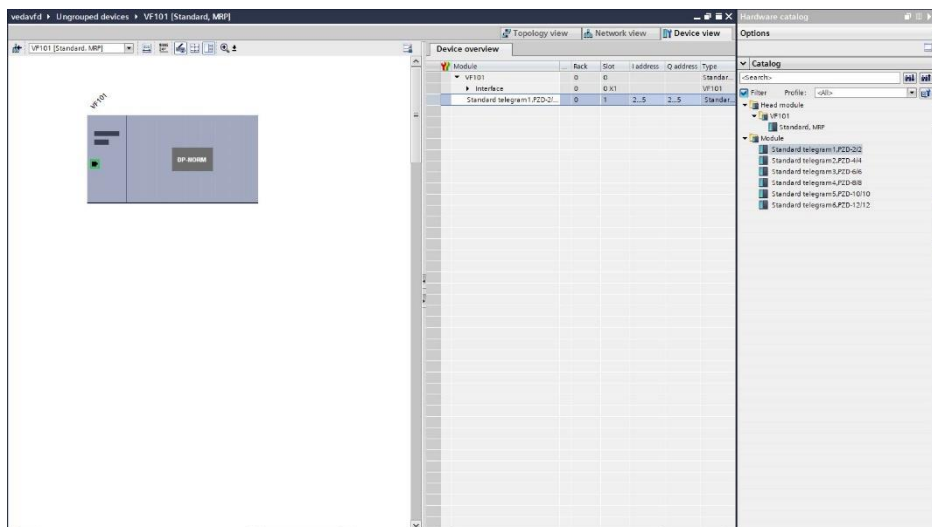 vedavfd ▸ Ungrouped devices ▸ VF101 [Standard, MRP]
Hardware catalog
Topology view
Network view
Device view
Options
VF101 [Standard, MRP]
Device overview
Module
...
Rack
Slot
I address
Q address
Type
VF101 0 0 Standar...
Interface 0 0 X1 VF101
Standard telegram1,PZD-2/... 0 1 2...5 2...5 Standar...
VF101
DP-NORM
Catalog
<Search>
Filter Profile: <All>
Head module
VF101
Standard, MRP
Module
Standard telegram1,PZD-2/2
Standard telegram2,PZD-4/4
Standard telegram3,PZD-6/6
Standard telegram4,PZD-8/8
Standard telegram5,PZD-10/10
Standard telegram6,PZD-12/12